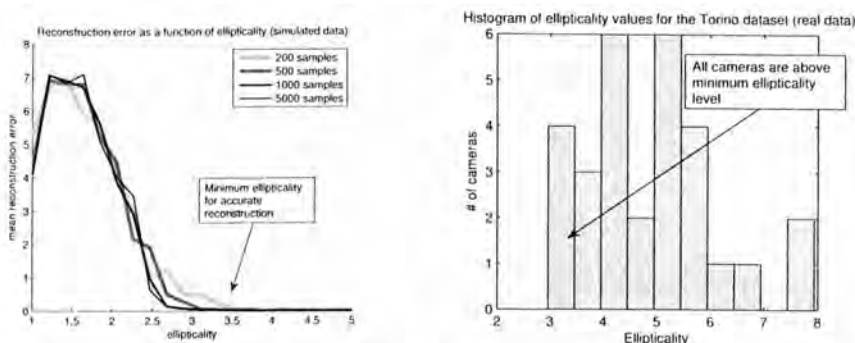 Reconstruction error as a function of ellipticality (simulated data)
8
7
6
5
4
3
2
1
0
mean reconstruction error
200 samples
500 samples
1000 samples
5000 samples
Minimum ellipticality
for accurate
reconstruction
1
1.5
2
2.5
3
3.5
4
4.5
5
ellipticality
Histogram of ellipticality values for the Torino dataset (real data)
6
5
4
3
2
1
0
# of cameras
All cameras are above
minimum ellipticality
level
2
3
4
5
6
7
8
Ellipticality